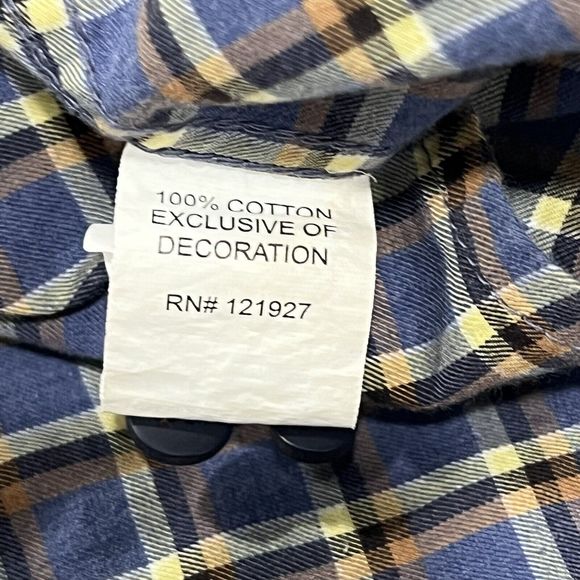 100% COTTON
EXCLUSIVE OF
DECORATION
RN# 121927